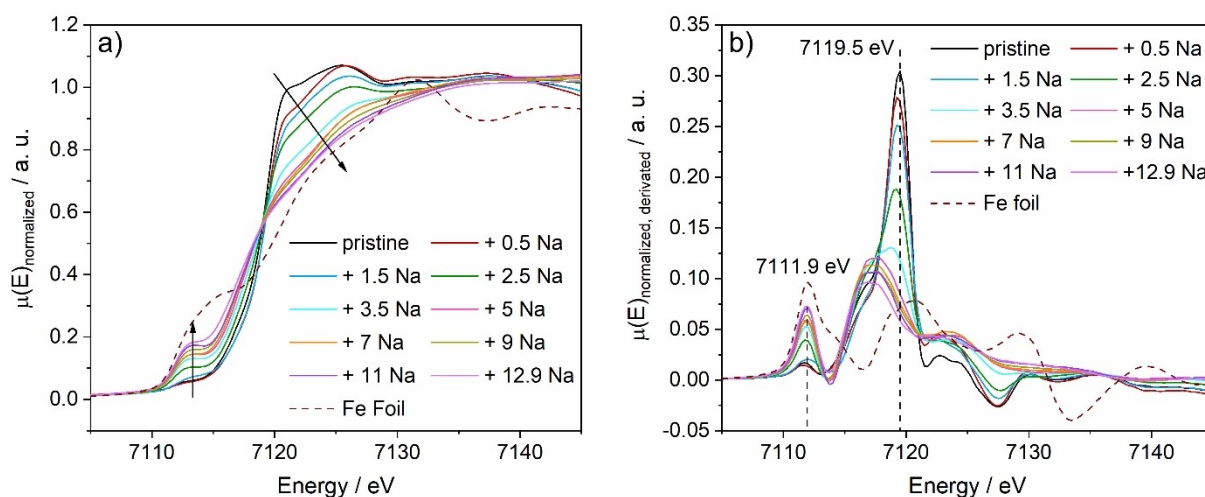 a)
1.2
1.0
0.8
0.6
0.4
0.2
0.0
μ(E)normalized / a. u.
pristine + 0.5 Na
+ 1.5 Na + 2.5 Na
+ 3.5 Na + 5 Na
+ 7 Na + 9 Na
+ 11 Na + 12.9 Na
Fe Foil
7110 7120 7130 7140
Energy / eV
b)
0.35
0.30
0.25
0.20
0.15
0.10
0.05
0.00
-0.05
μ(E)normalized, derivated / a. u.
7119.5 eV
7111.9 eV
pristine + 0.5 Na
+ 1.5 Na + 2.5 Na
+ 3.5 Na + 5 Na
+ 7 Na + 9 Na
+ 11 Na +12.9 Na
Fe foil
7110 7120 7130 7140
Energy / eV